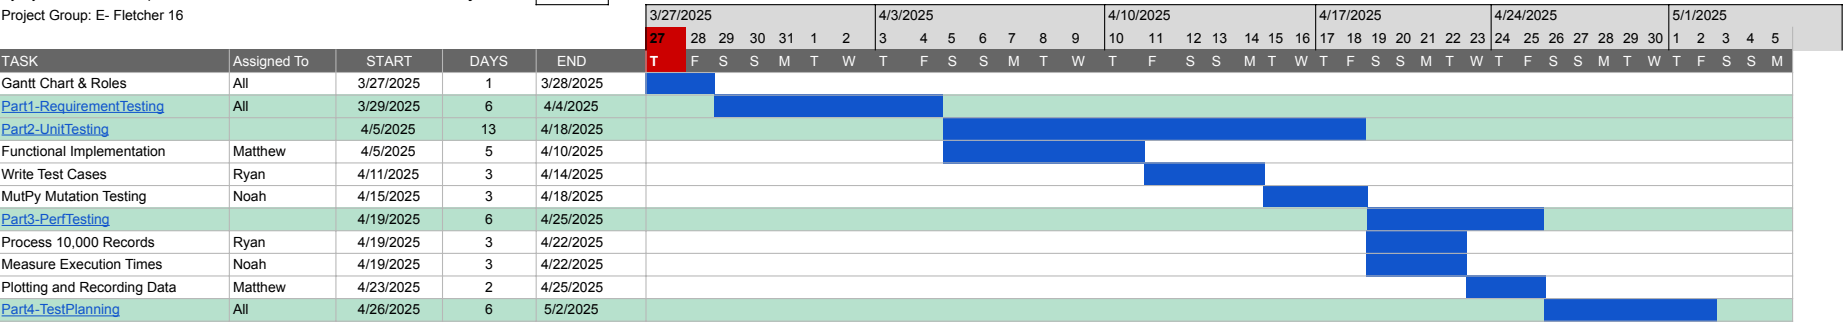 Project Group: E- Fletcher 16
3/27/2025 4/3/2025 4/10/2025 4/17/2025 4/24/2025 5/1/2025
27 28 29 30 31 1 2 3 4 5 6 7 8 9 10 11 12 13 14 15 16 17 18 19 20 21 22 23 24 25 26 27 28 29 30 1 2 3 4 5
TASK Assigned To START DAYS END T F S S M T W T F S S M T W T F S S M T W T F S S M T W T F S S M T W T F S S M
Gantt Chart & Roles All 3/27/2025 1 3/28/2025
Part1-RequirementTesting All 3/29/2025 6 4/4/2025
Part2-UnitTesting 4/5/2025 13 4/18/2025
Functional Implementation Matthew 4/5/2025 5 4/10/2025
Write Test Cases Ryan 4/11/2025 3 4/14/2025
MutPy Mutation Testing Noah 4/15/2025 3 4/18/2025
Part3-PerfTesting 4/19/2025 6 4/25/2025
Process 10,000 Records Ryan 4/19/2025 3 4/22/2025
Measure Execution Times Noah 4/19/2025 3 4/22/2025
Plotting and Recording Data Matthew 4/23/2025 2 4/25/2025
Part4-TestPlanning All 4/26/2025 6 5/2/2025